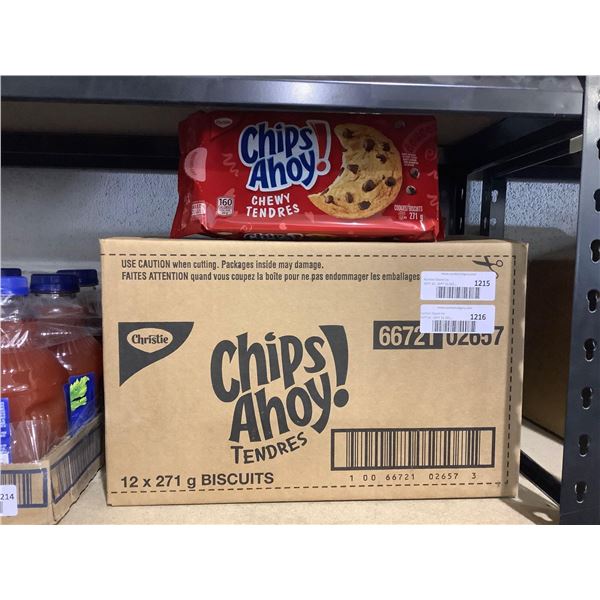 Chips
Ahoy!
CHEWY
TENDRES
160
COOKIES/BISCUITS
271 g
USE CAUTION when cutting. Packages inside may damage.
FAITES ATTENTION quand vous coupez la boîte pour ne pas endommager les emballages
1215
1216
Christie
66721 02657
Chips
Ahoy!
TENDRES
12 x 271 g BISCUITS
1 00 66721 02657 3
214